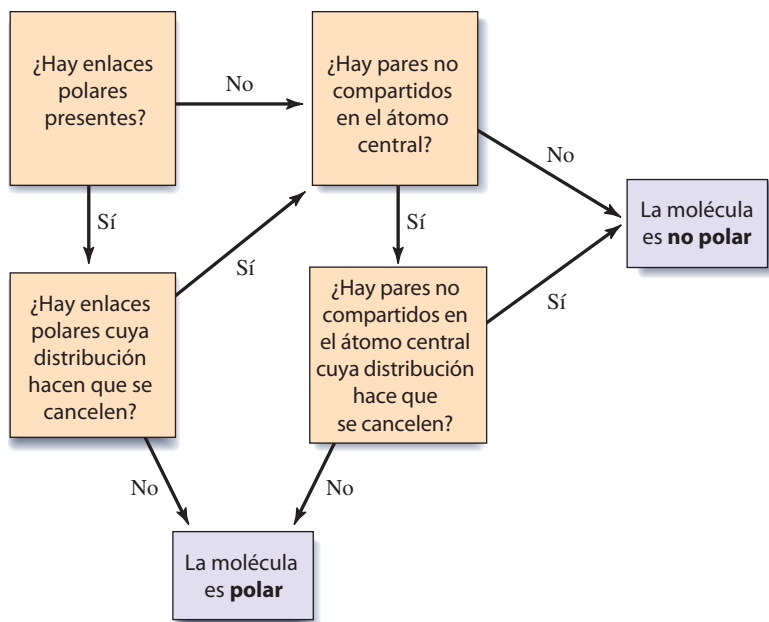 ¿Hay enlaces
polares
presentes?
No
¿Hay pares no
compartidos
en el átomo
central?
No
La molécula
es no polar
Sí
Sí
Sí
Sí
¿Hay enlaces
polares cuya
distribución
hacen que se
cancelen?
¿Hay pares no
compartidos en
el átomo central
cuya distribución
hace que
se cancelen?
No
No
La molécula
es polar